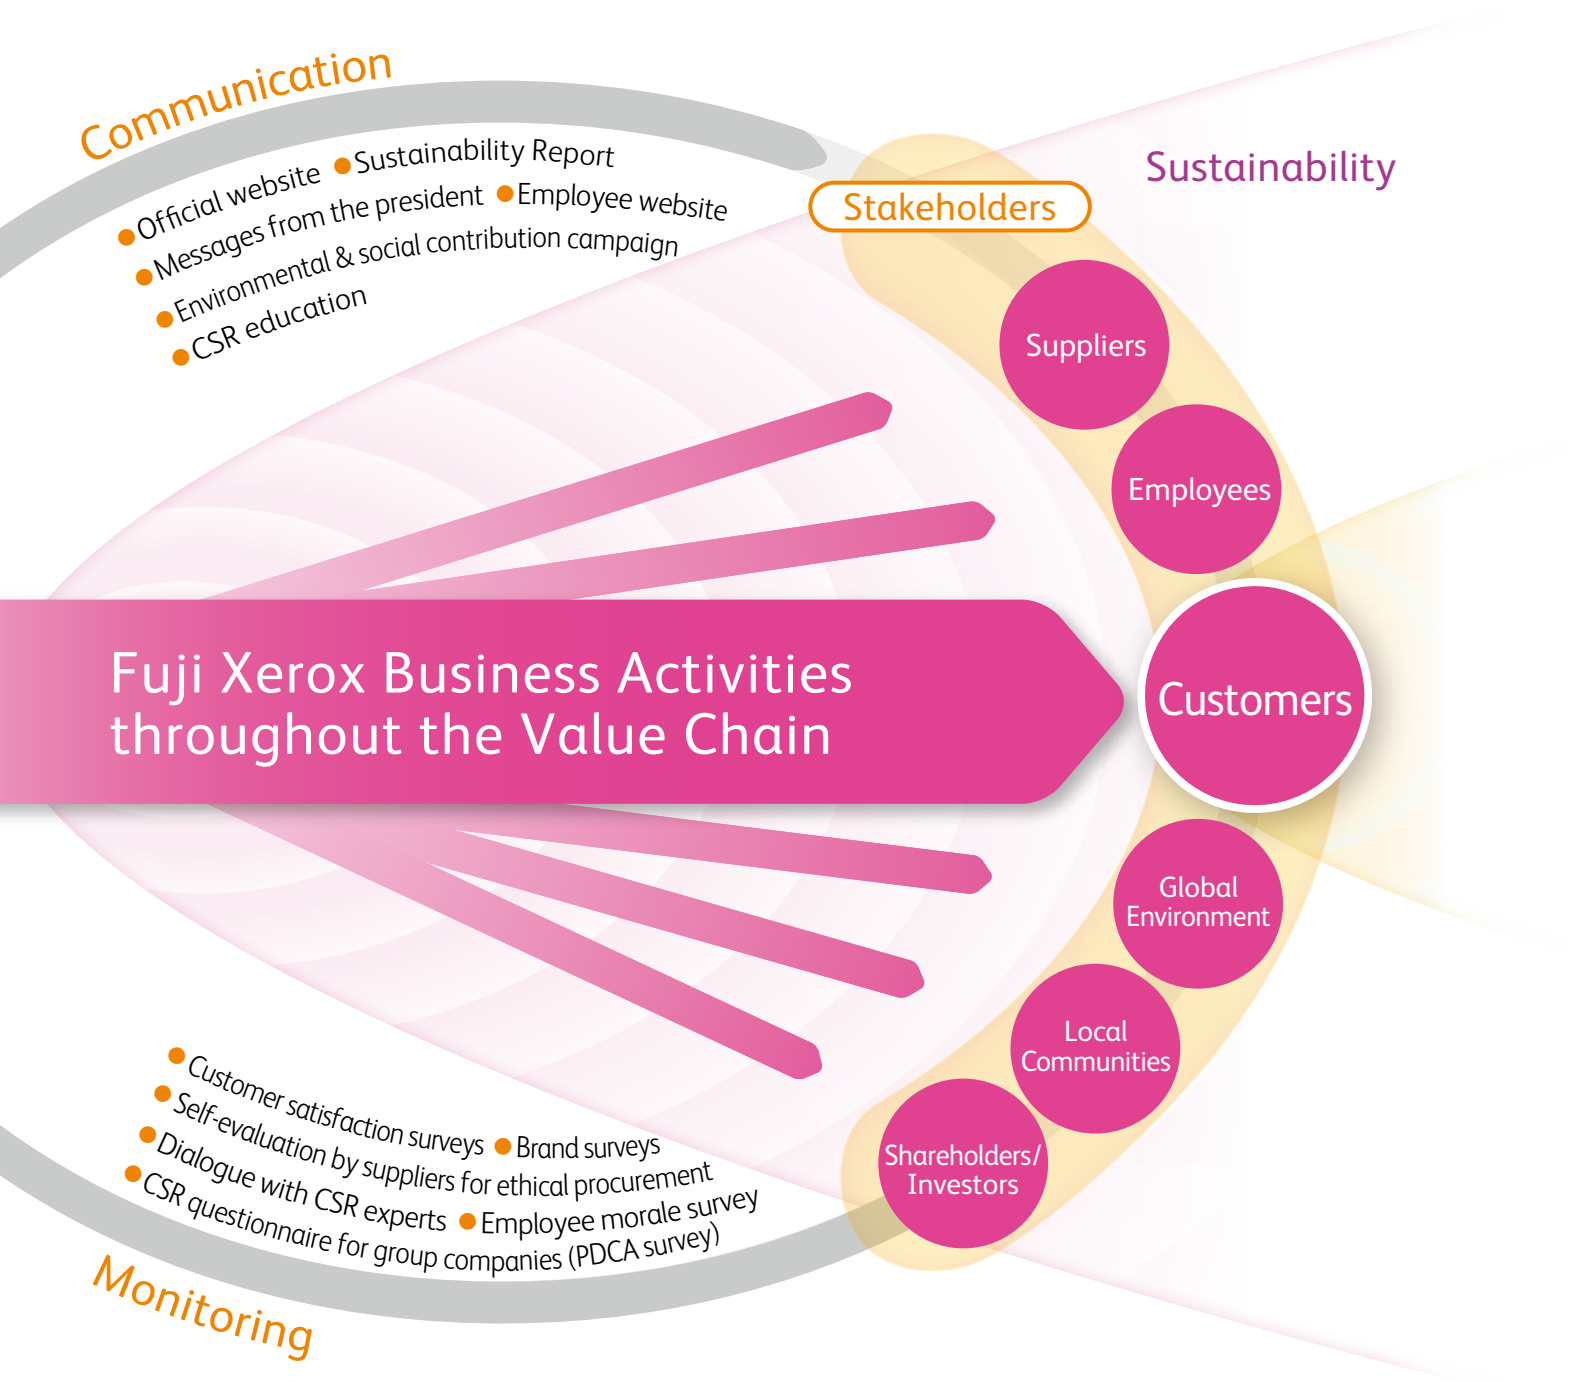 Communication
Official website
Sustainability Report
Messages from the president
Employee website
Environmental & social contribution campaign
CSR education
Stakeholders
Sustainability
Suppliers
Employees
Fuji Xerox Business Activities
throughout the Value Chain
Customers
Global
Environment
Local
Communities
Shareholders/
Investors
Customer satisfaction surveys
Brand surveys
Self-evaluation by suppliers for ethical procurement
Dialogue with CSR experts
Employee morale survey
CSR questionnaire for group companies (PDCA survey)
Monitoring